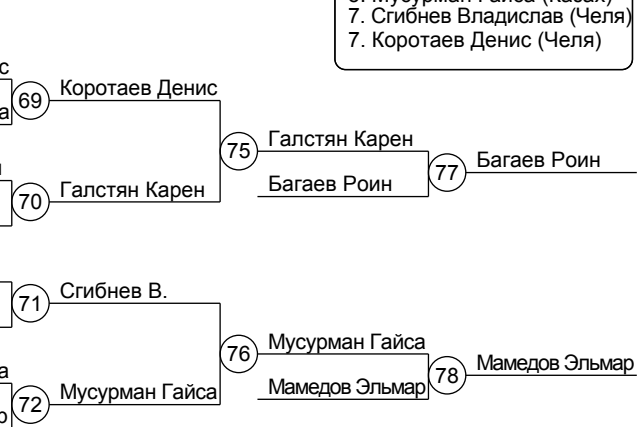 7. Сгибнев Владислав (Челя)
7. Коротаев Денис (Челя)
69
Коротаев Денис
75
Галстян Карен
77
Багаев Роин
70
Галстян Карен
Багаев Роин
71
Сгибнев В.
76
Мусурман Гайса
78
Мамедов Эльмар
72
Мусурман Гайса
Мамедов Эльмар